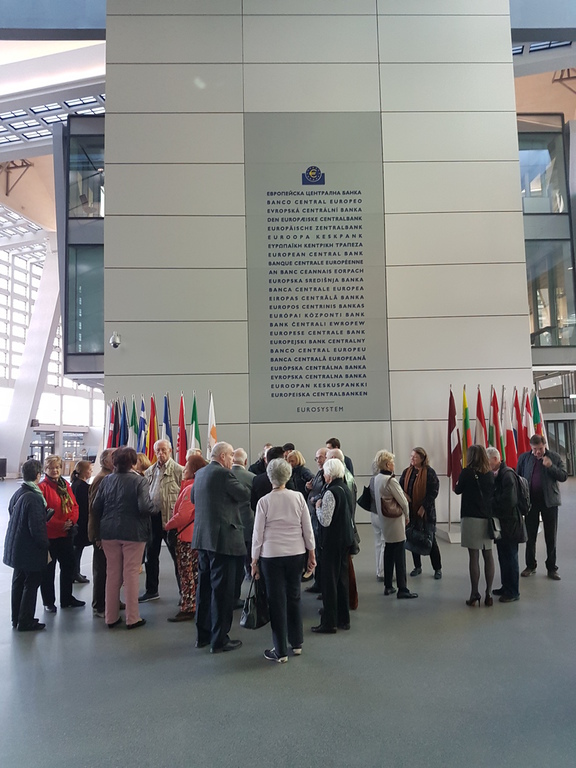 €
ЕВРОПЕЙСКА ЦЕНТРАЛНА БАНКА
BANCO CENTRAL EUROPEO
EVROPSKÁ CENTRÁLNÍ BANKA
DEN EUROPÆISKE CENTRALBANK
EUROPÄISCHE ZENTRALBANK
EUROOPA KESKPANK
ΕΥΡΩΠΑΪΚΗ ΚΕΝΤΡΙΚΗ ΤΡΑΠΕΖΑ
EUROPEAN CENTRAL BANK
BANQUE CENTRALE EUROPÉENNE
AN BANC CEANNAIS EORPACH
EUROPSKA SREDIŠNJA BANKA
BANCA CENTRALE EUROPEA
EIROPAS CENTRĀLĀ BANKA
EUROPOS CENTRINIS BANKAS
EURÓPAI KÖZPONTI BANK
BANK ĊENTRALI EWROPEW
EUROPESE CENTRALE BANK
EUROPEJSKI BANK CENTRALNY
BANCO CENTRAL EUROPEU
BANCA CENTRALĂ EUROPEANĂ
EURÓPSKA CENTRÁLNA BANKA
EVROPSKA CENTRALNA BANKA
EUROOPAN KESKUSPANKKI
EUROPEISKA CENTRALBANKEN
EUROSYSTEM